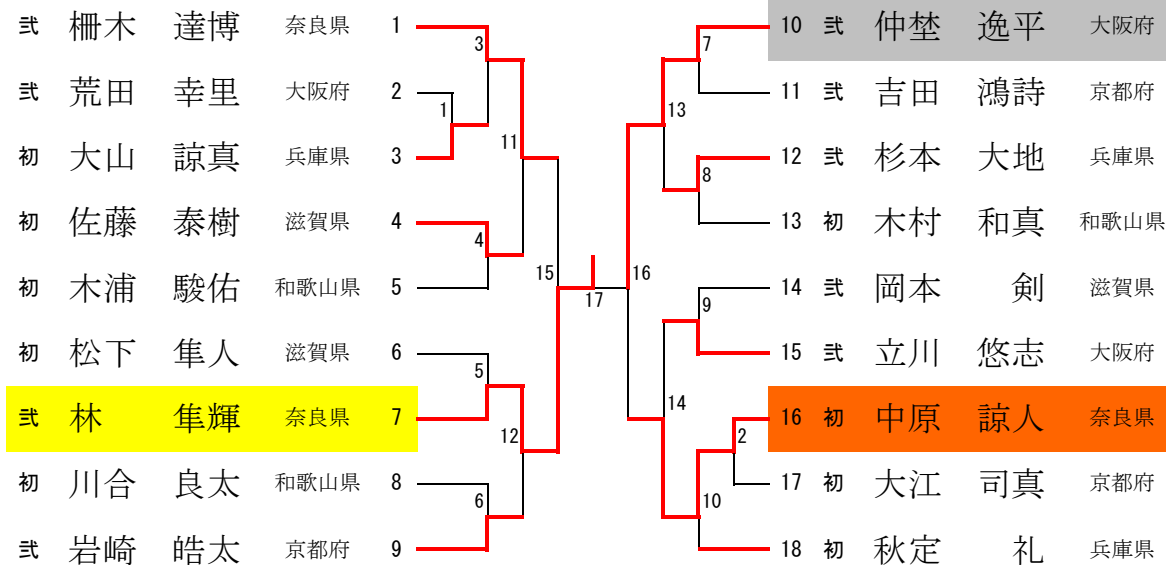 弐 柵木 達博 奈良県 1
弐 荒田 幸里 大阪府 2
初 大山 諒真 兵庫県 3
初 佐藤 泰樹 滋賀県 4
初 木浦 駿佑 和歌山県 5
初 松下 隼人 滋賀県 6
弐 林 隼輝 奈良県 7
初 川合 良太 和歌山県 8
弐 岩崎 皓太 京都府 9
3
1
11
4
15
5
12
6
17
7
13
8
16
9
14
2
10
10 弐 仲埜 逸平 大阪府
11 弐 吉田 鴻詩 京都府
12 弐 杉本 大地 兵庫県
13 初 木村 和真 和歌山県
14 弐 岡本 剣 滋賀県
15 弐 立川 悠志 大阪府
16 初 中原 諒人 奈良県
17 初 大江 司真 京都府
18 初 秋定 礼 兵庫県